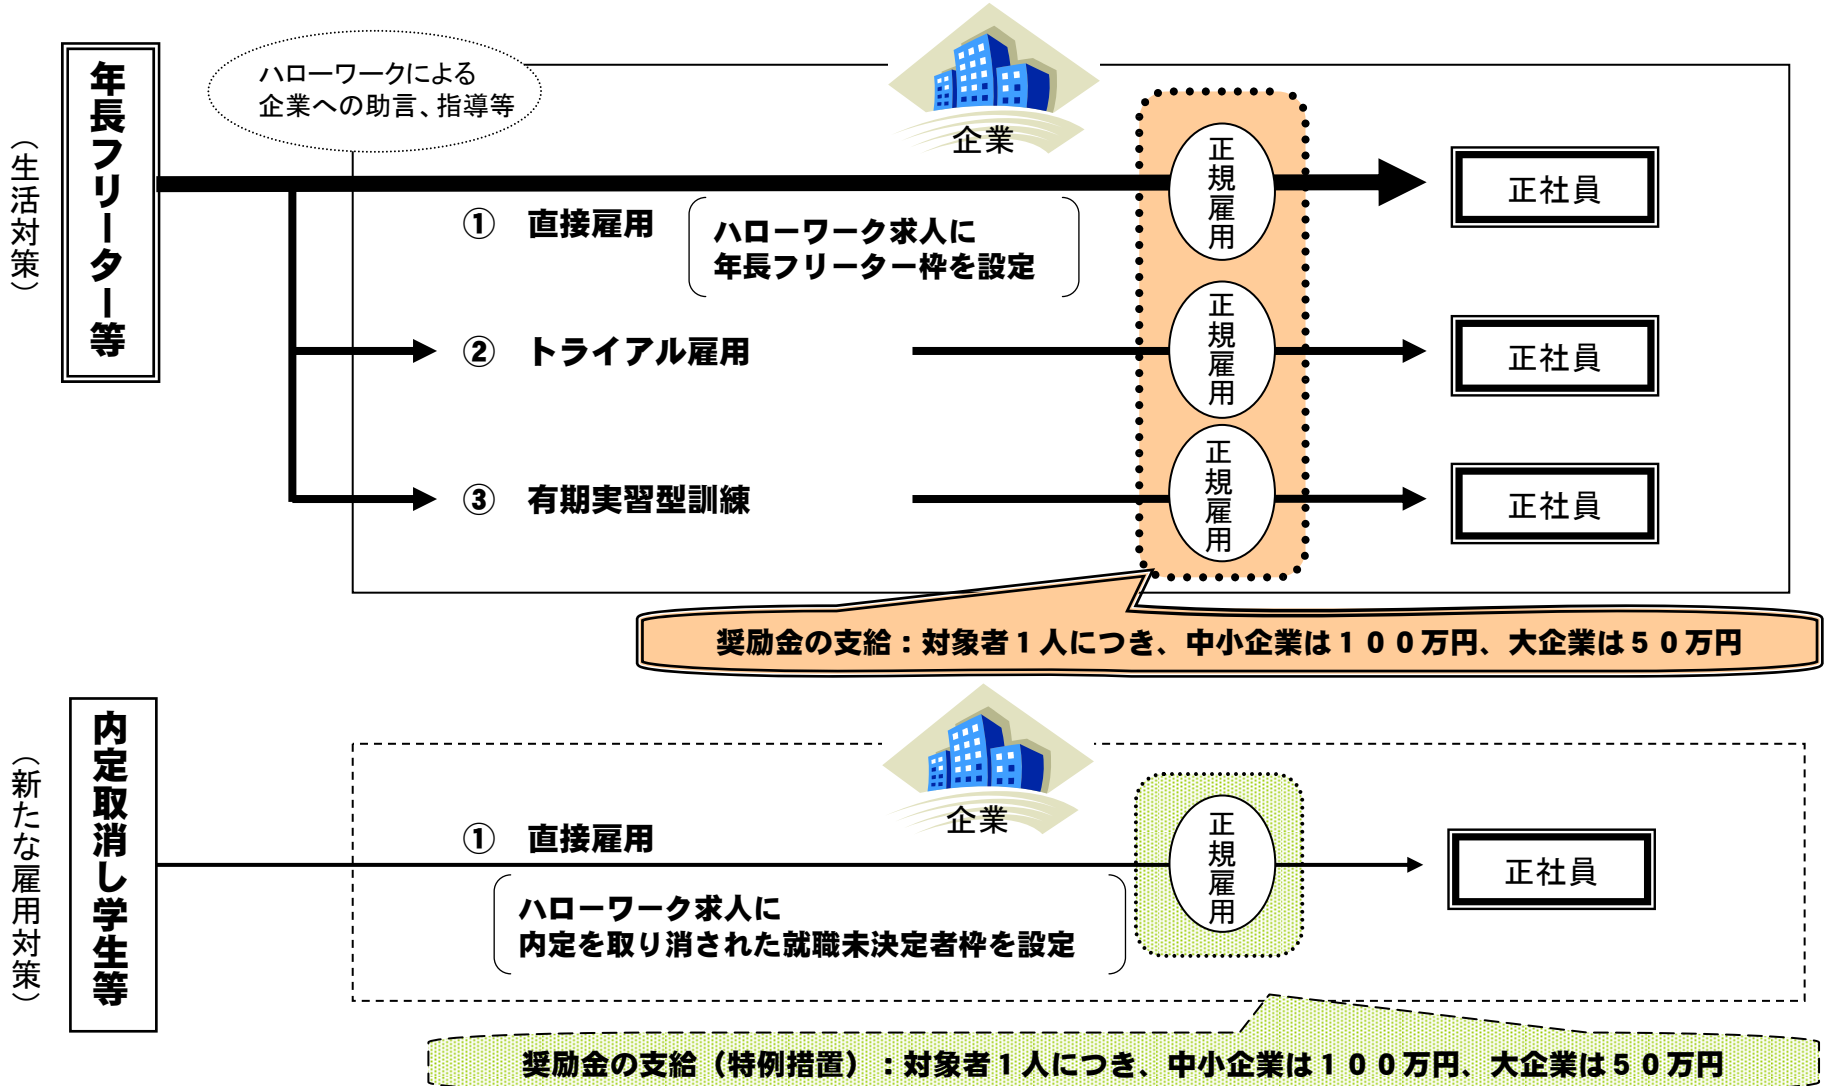 （生活対策）
年長フリーター等
ハローワークによる
企業への助言、指導等
企業
① 直接雇用
ハローワーク求人に
年長フリーター枠を設定
正規雇用
正社員
② トライアル雇用
正規雇用
正社員
③ 有期実習型訓練
正規雇用
正社員
奨励金の支給：対象者１人につき、中小企業は１００万円、大企業は５０万円
（新たな雇用対策）
内定取消し学生等
企業
① 直接雇用
ハローワーク求人に
内定を取り消された就職未決定者枠を設定
正規雇用
正社員
奨励金の支給（特例措置）：対象者１人につき、中小企業は１００万円、大企業は５０万円